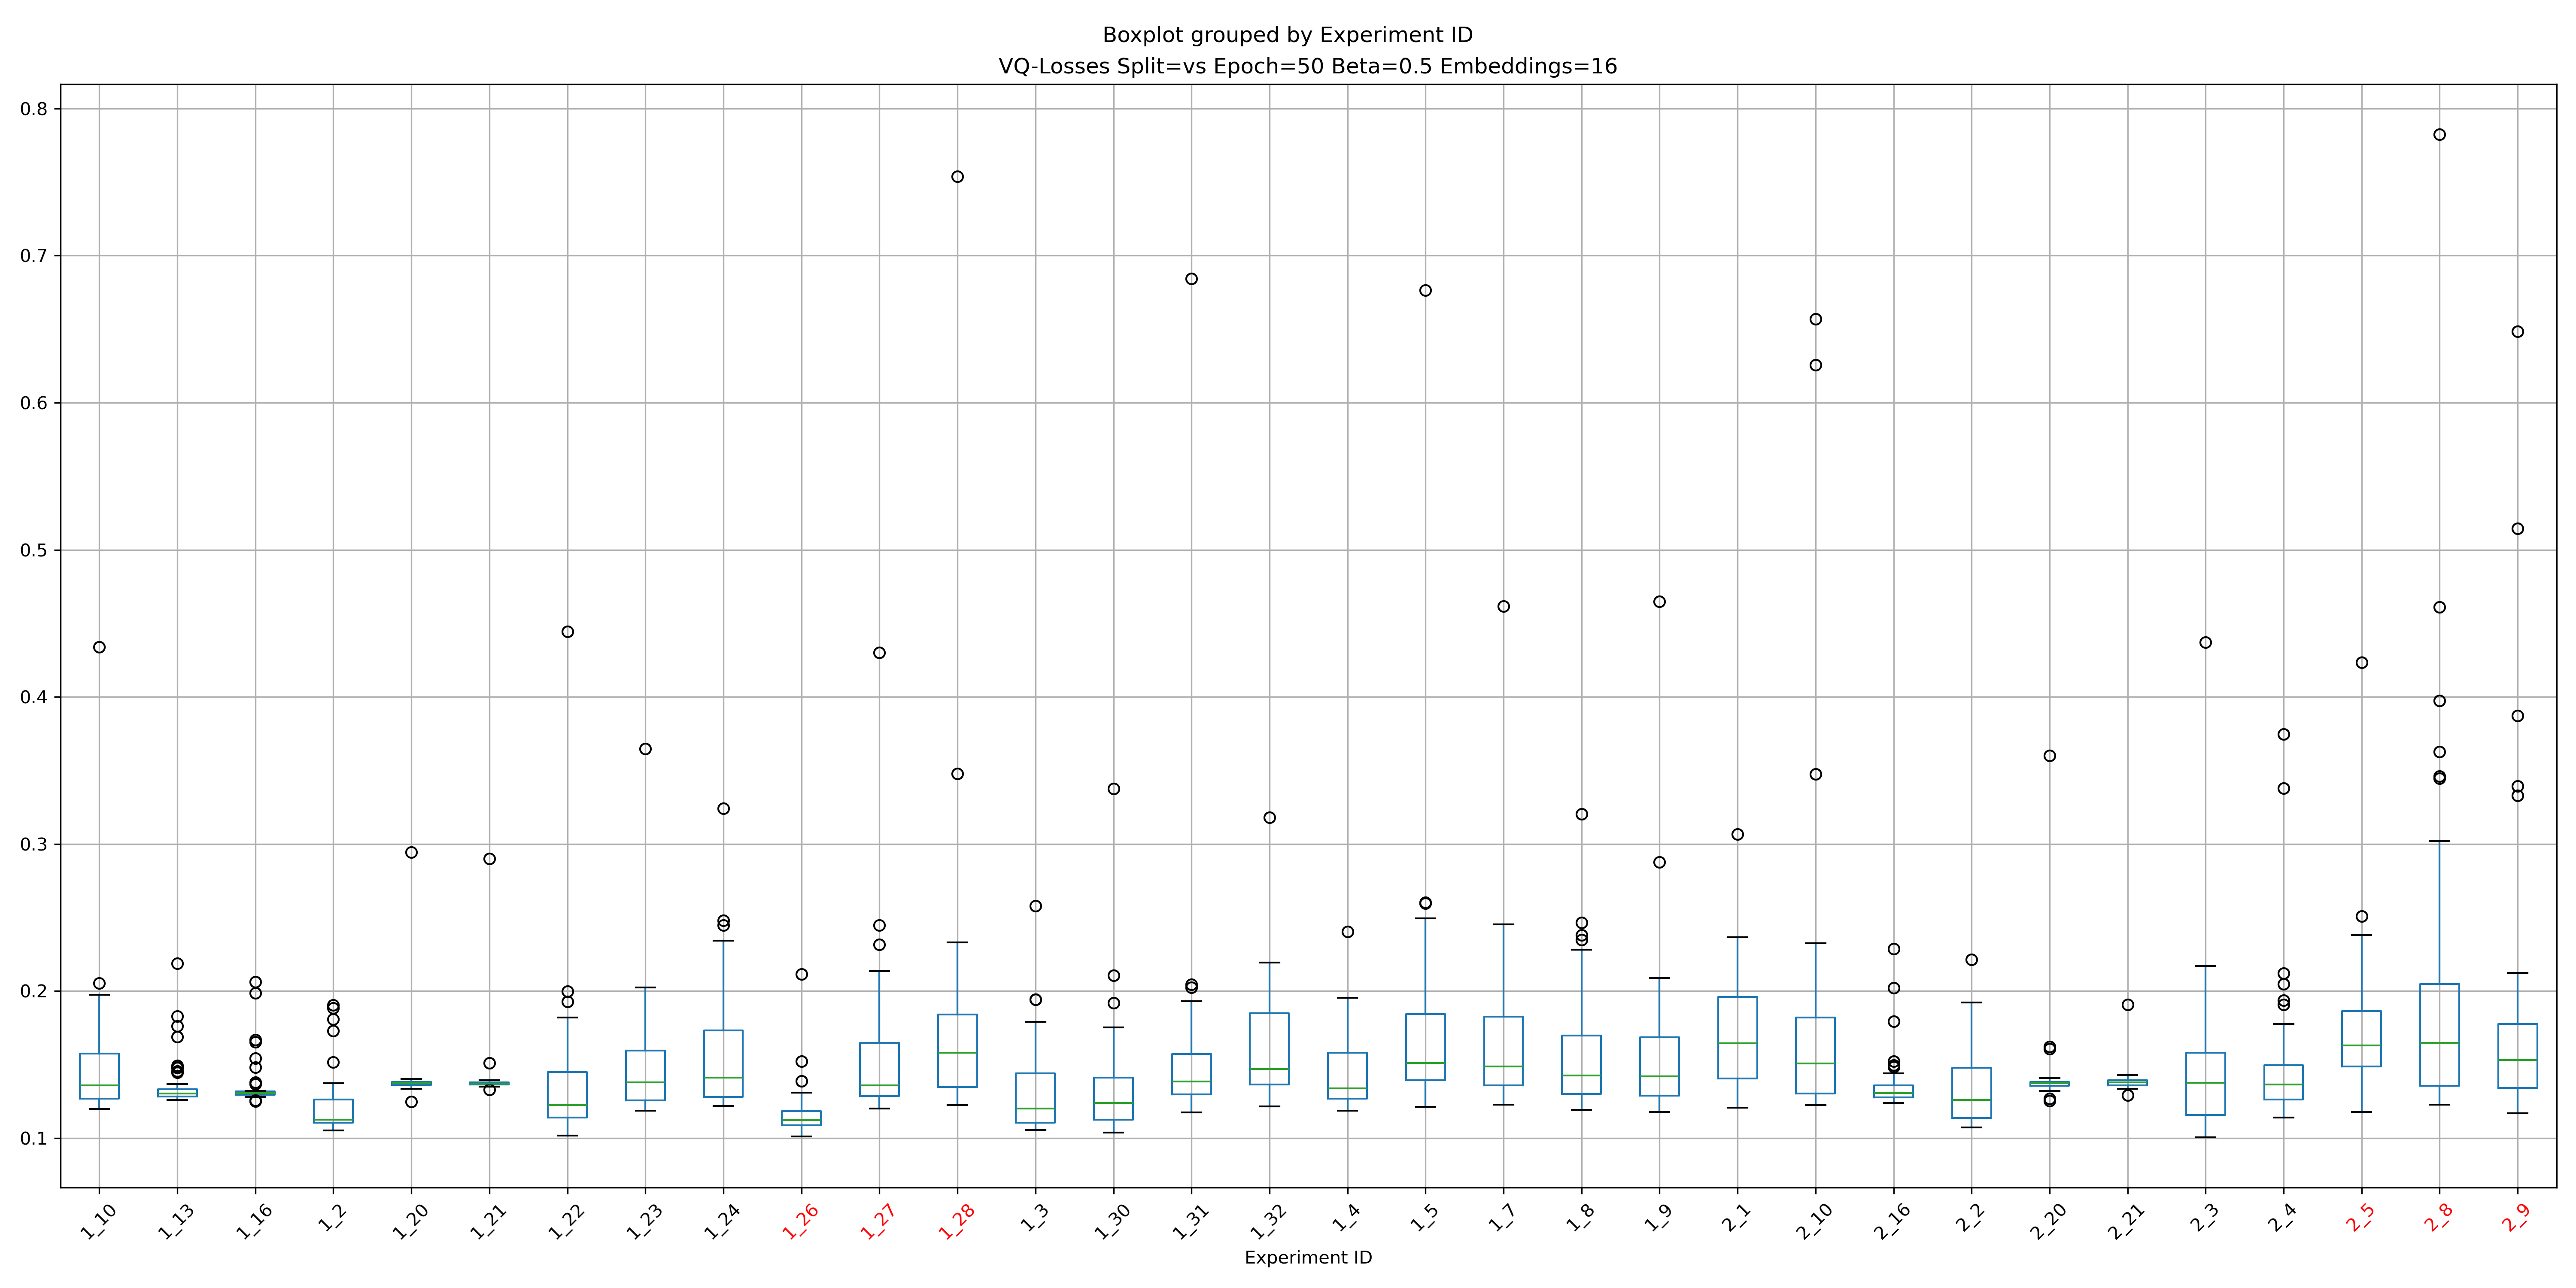 Boxplot grouped by Experiment ID
VQ-Losses Split=vs Epoch=50 Beta=0.5 Embeddings=16
0.8
0.7
0.6
0.5
0.4
0.3
0.2
0.1
1_10 1_13 1_16 1_2 1_20 1_21 1_22 1_23 1_24 1_26 1_27 1_28 1_3 1_30 1_31 1_32 1_4 1_5 1_7 1_8 1_9 2_1 2_10 2_16 2_2 2_20 2_21 2_3 2_4 2_5 2_8 2_9
Experiment ID